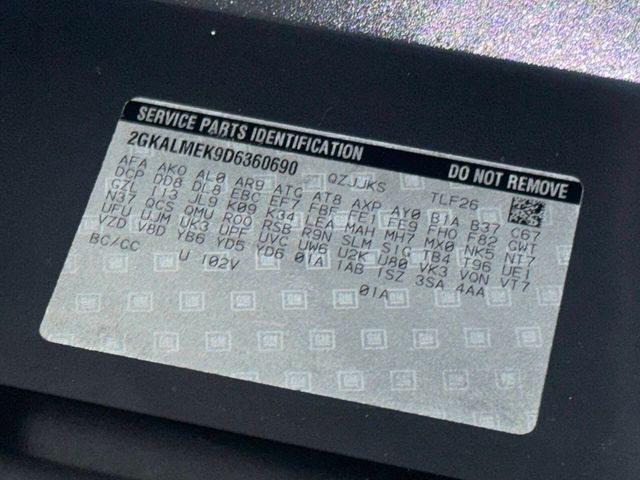 SERVICE PARTS IDENTIFICATION DO NOT REMOVE
2GKALMEK9D6360690 QZJJJKS TLF26
AFA AKO AL0 AR9 ATG AT8 AXP AY0 B1A B37 C67
DCP DD8 DL8 EBC EF7 FBF FE1 FE9 FHO F82 GWT
GZL IT3 JL9 K09 K34 LEA MAH MH7 MX0 NK5 NT7
N37 QCS QMU R00 RSB R9N SLM S1G TB4 T96 UE1
UFU UJM UK3 UPF UVC UW6 U2K U80 VK3 VON VT7
VZD V8D YB6 YD5 YD6 01A 1AB 1SZ 3SA 4AA
BC/CC U 102V 01A